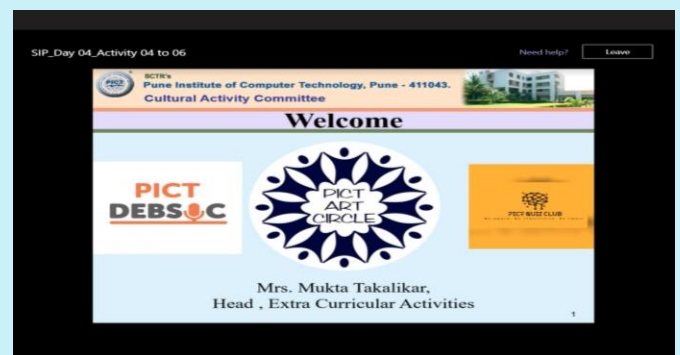 SIP_Day 04_Activity 04 to 06
Need help?
Leave
PICT
SCTR's
Pune Institute of Computer Technology, Pune - 411043.
Cultural Activity Committee
Welcome
PICT
DEBSOC
PICT
ART
CIRCLE
PICT QUIZ CLUB
Mrs. Mukta Takalikar,
Head , Extra Curricular Activities
1